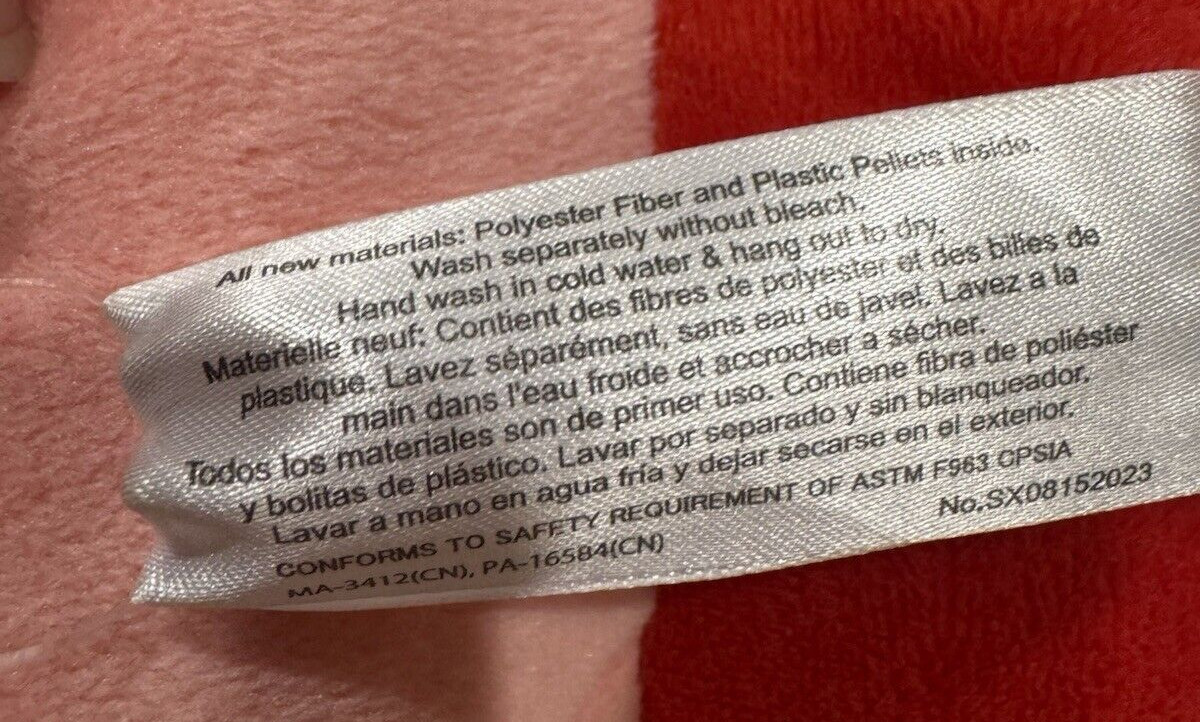 All new materials: Polyester Fiber and Plastic Pellets inside.
Wash separately without bleach.
Hand wash in cold water & hang out to dry.
Materielle neuf: Contient des fibres de polyester et des billes de
plastique. Lavez séparément, sans eau de javel. Lavez a la
main dans l'eau froide et accrocher a sécher.
Todos los materiales son de primer uso. Contiene fibra de poliéster
y bolitas de plástico. Lavar por separado y sin blanqueador.
Lavar a mano en agua fría y dejar secarse en el exterior.
CONFORMS TO SAFETY REQUIREMENT OF ASTM F963 CPSIA
MA-3412(CN), PA-16584(CN)
No.SX08152023